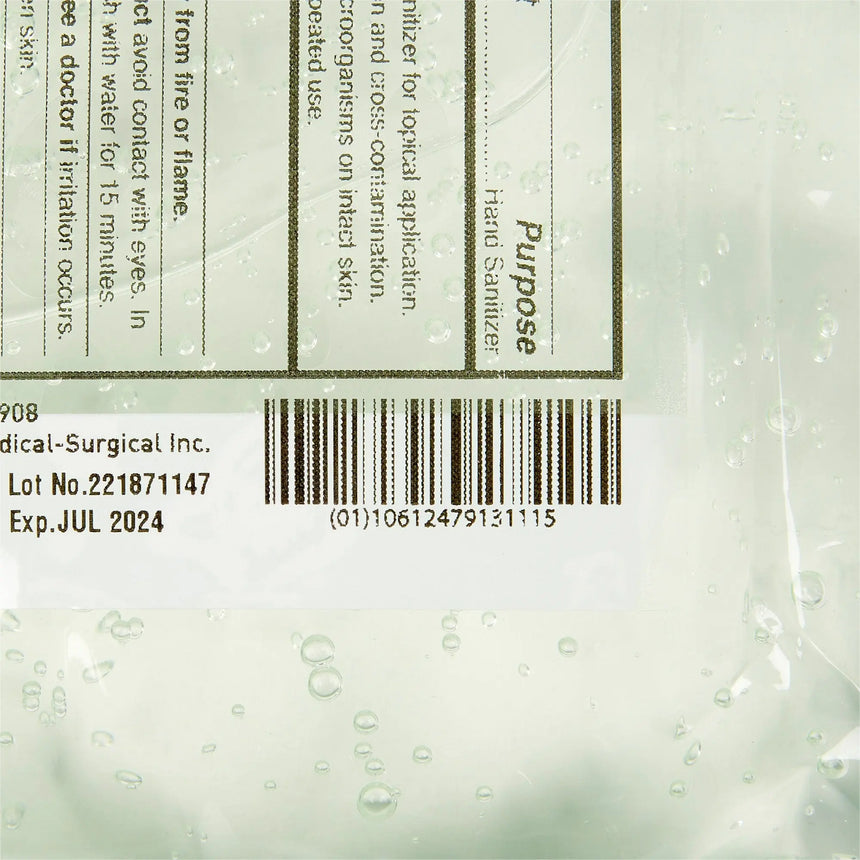 Purpose
Hand Sanitizer
nitizer for topical application.
n and cross-contamination.
croorganisms on intact skin.
peated use.
from fire or flame.
ct avoid contact with eyes. In
h with water for 15 minutes.
ee a doctor if irritation occurs.
en skin.
908
dical-Surgical Inc.
Lot No.221871147
Exp.JUL 2024
(01)10612479131115